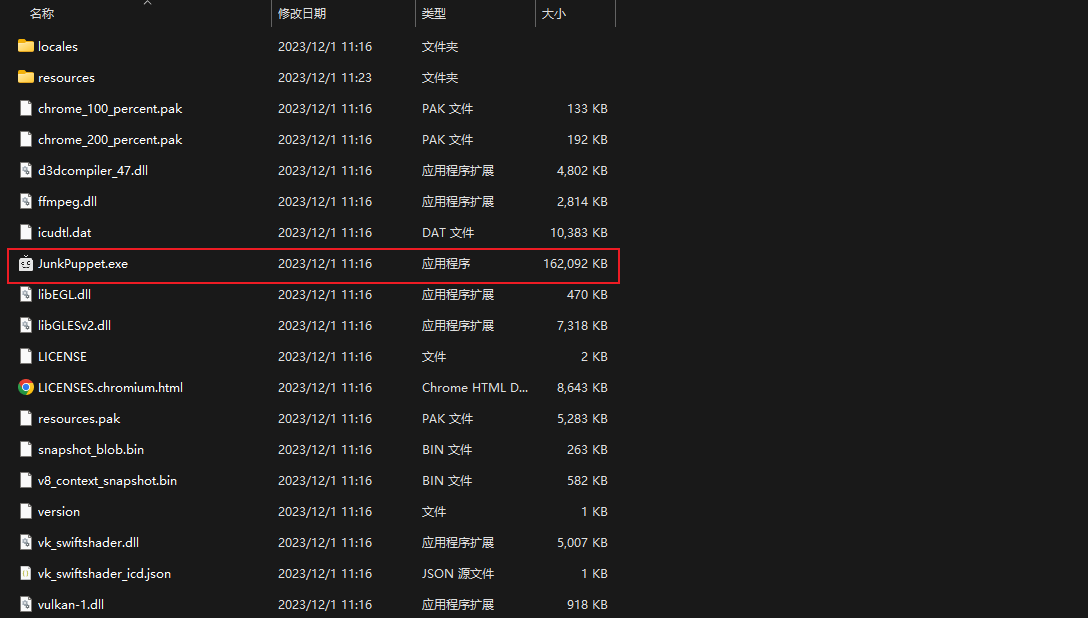 名称 修改日期 类型 大小
locales 2023/12/1 11:16 文件夹
resources 2023/12/1 11:23 文件夹
chrome_100_percent.pak 2023/12/1 11:16 PAK 文件 133 KB
chrome_200_percent.pak 2023/12/1 11:16 PAK 文件 192 KB
d3dcompiler_47.dll 2023/12/1 11:16 应用程序扩展 4,802 KB
ffmpeg.dll 2023/12/1 11:16 应用程序扩展 2,814 KB
icudtl.dat 2023/12/1 11:16 DAT 文件 10,383 KB
JunkPuppet.exe 2023/12/1 11:16 应用程序 162,092 KB
libEGL.dll 2023/12/1 11:16 应用程序扩展 470 KB
libGLESv2.dll 2023/12/1 11:16 应用程序扩展 7,318 KB
LICENSE 2023/12/1 11:16 文件 2 KB
LICENSES.chromium.html 2023/12/1 11:16 Chrome HTML D... 8,643 KB
resources.pak 2023/12/1 11:16 PAK 文件 5,283 KB
snapshot_blob.bin 2023/12/1 11:16 BIN 文件 263 KB
v8_context_snapshot.bin 2023/12/1 11:16 BIN 文件 582 KB
version 2023/12/1 11:16 文件 1 KB
vk_swiftshader.dll 2023/12/1 11:16 应用程序扩展 5,007 KB
vk_swiftshader_icd.json 2023/12/1 11:16 JSON 源文件 1 KB
vulkan-1.dll 2023/12/1 11:16 应用程序扩展 918 KB